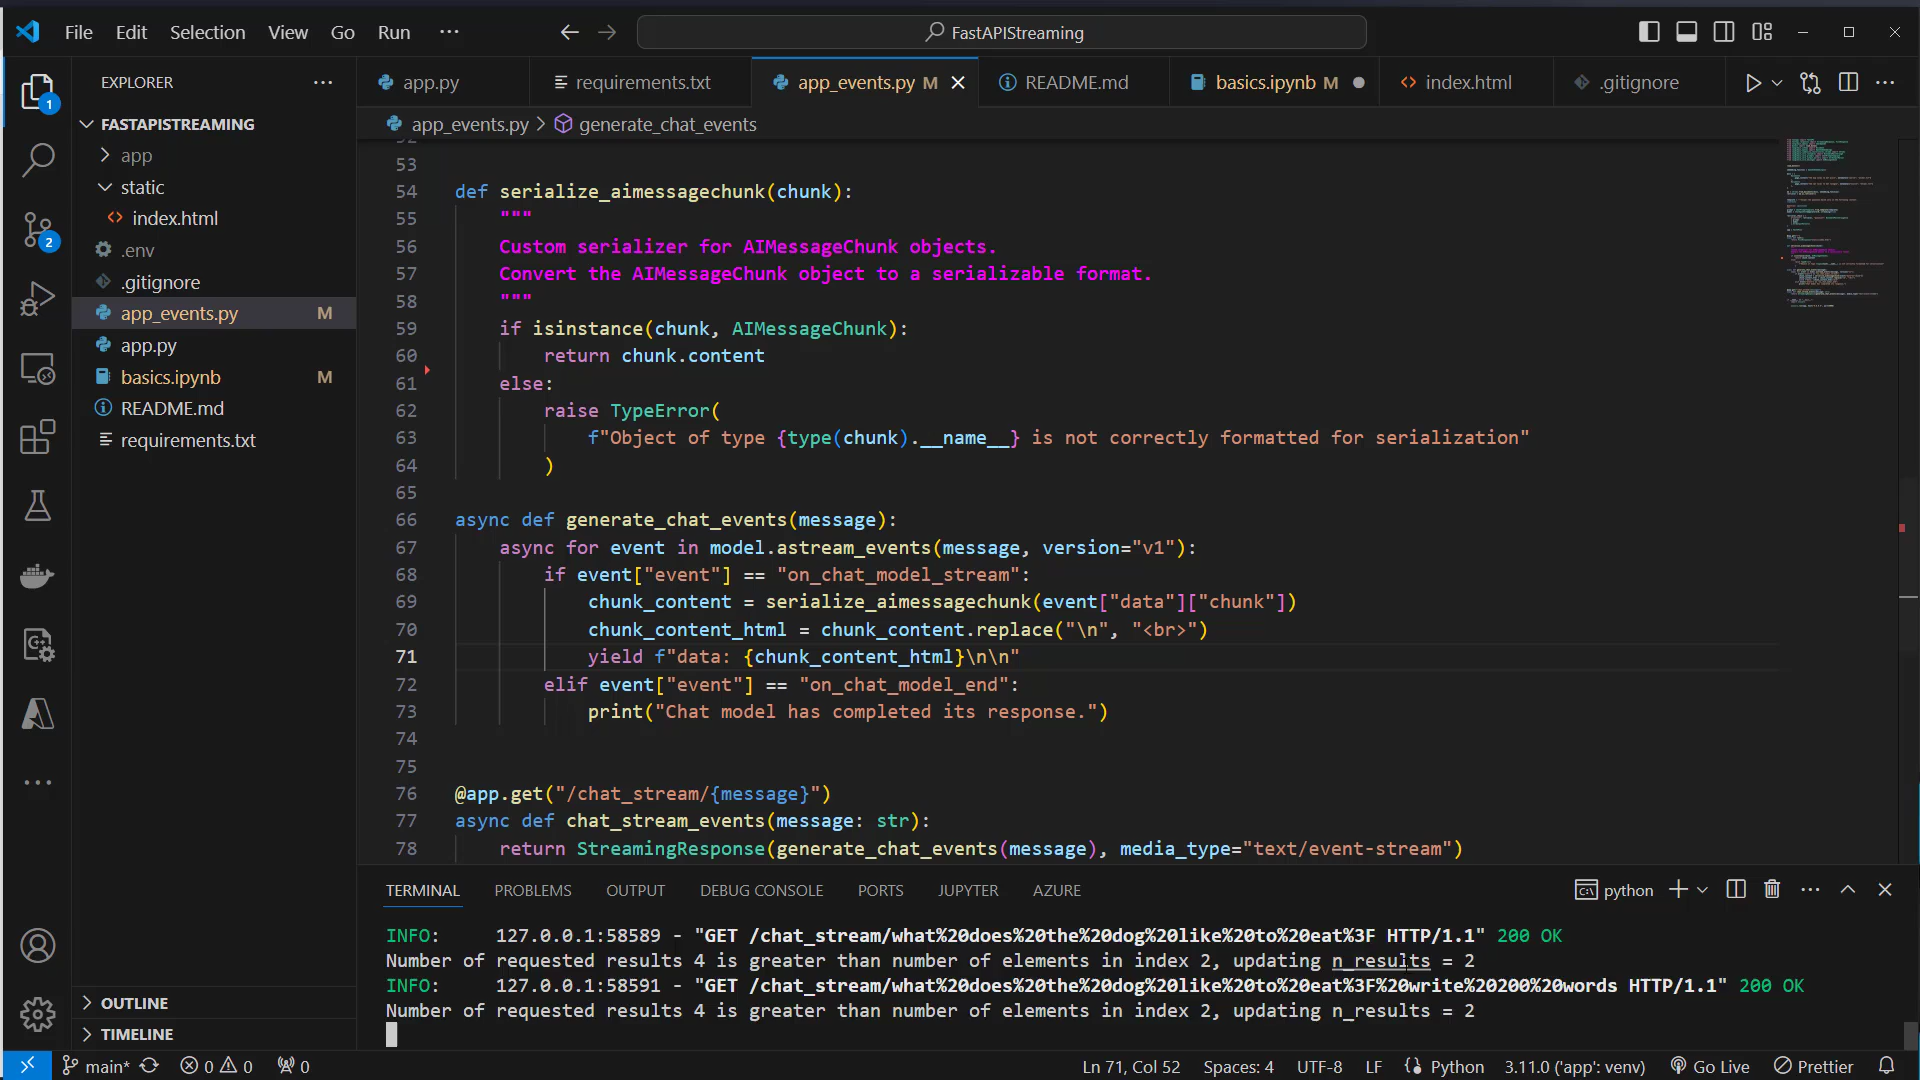 File Edit Selection View Go Run ··· FastAPIStreaming
EXPLORER ···
app.py requirements.txt app_events.py M README.md basics.ipynb M index.html .gitignore
app_events.py > generate_chat_events
FASTAPISTREAMING
app
static
index.html
.env
.gitignore
app_events.py M
app.py
basics.ipynb M
README.md
requirements.txt
OUTLINE
TIMELINE
1
2
53
54 def serialize_aimessagechunk(chunk):
55 """
56 Custom serializer for AIMessageChunk objects.
57 Convert the AIMessageChunk object to a serializable format.
58 """
59 if isinstance(chunk, AIMessageChunk):
60 return chunk.content
61 else:
62 raise TypeError(
63 f"Object of type {type(chunk).__name__} is not correctly formatted for serialization"
64 )
65
66 async def generate_chat_events(message):
67 async for event in model.astream_events(message, version="v1"):
68 if event["event"] == "on_chat_model_stream":
69 chunk_content = serialize_aimessagechunk(event["data"]["chunk"])
70 chunk_content_html = chunk_content.replace("\n", "<br>")
71 yield f"data: {chunk_content_html}\n\n"
72 elif event["event"] == "on_chat_model_end":
73 print("Chat model has completed its response.")
74
75
76 @app.get("/chat_stream/{message}")
77 async def chat_stream_events(message: str):
78 return StreamingResponse(generate_chat_events(message), media_type="text/event-stream")
TERMINAL PROBLEMS OUTPUT DEBUG CONSOLE PORTS JUPYTER AZURE python
INFO: 127.0.0.1:58589 - "GET /chat_stream/what%20does%20the%20dog%20like%20to%20eat%3F HTTP/1.1" 200 OK
Number of requested results 4 is greater than number of elements in index 2, updating n_results = 2
INFO: 127.0.0.1:58591 - "GET /chat_stream/what%20does%20the%20dog%20like%20to%20eat%3F%20write%20200%20words HTTP/1.1" 200 OK
Number of requested results 4 is greater than number of elements in index 2, updating n_results = 2
main* 0 0 0 Ln 71, Col 52 Spaces: 4 UTF-8 LF Python 3.11.0 ('app': venv) Go Live Prettier